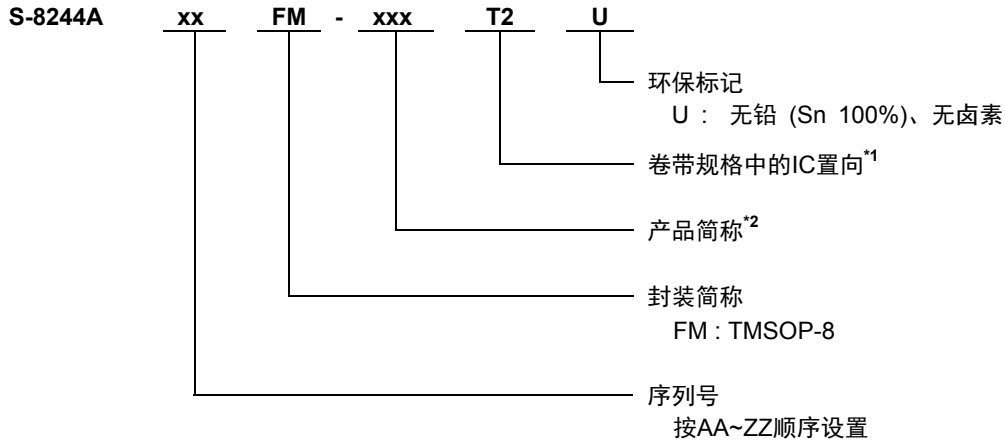 S-8244A xx FM - xxx T2 U
环保标记
U : 无铅 (Sn 100%)、无卤素
卷带规格中的IC置向*1
产品简称*2
封装简称
FM : TMSOP-8
序列号
按AA~ZZ顺序设置